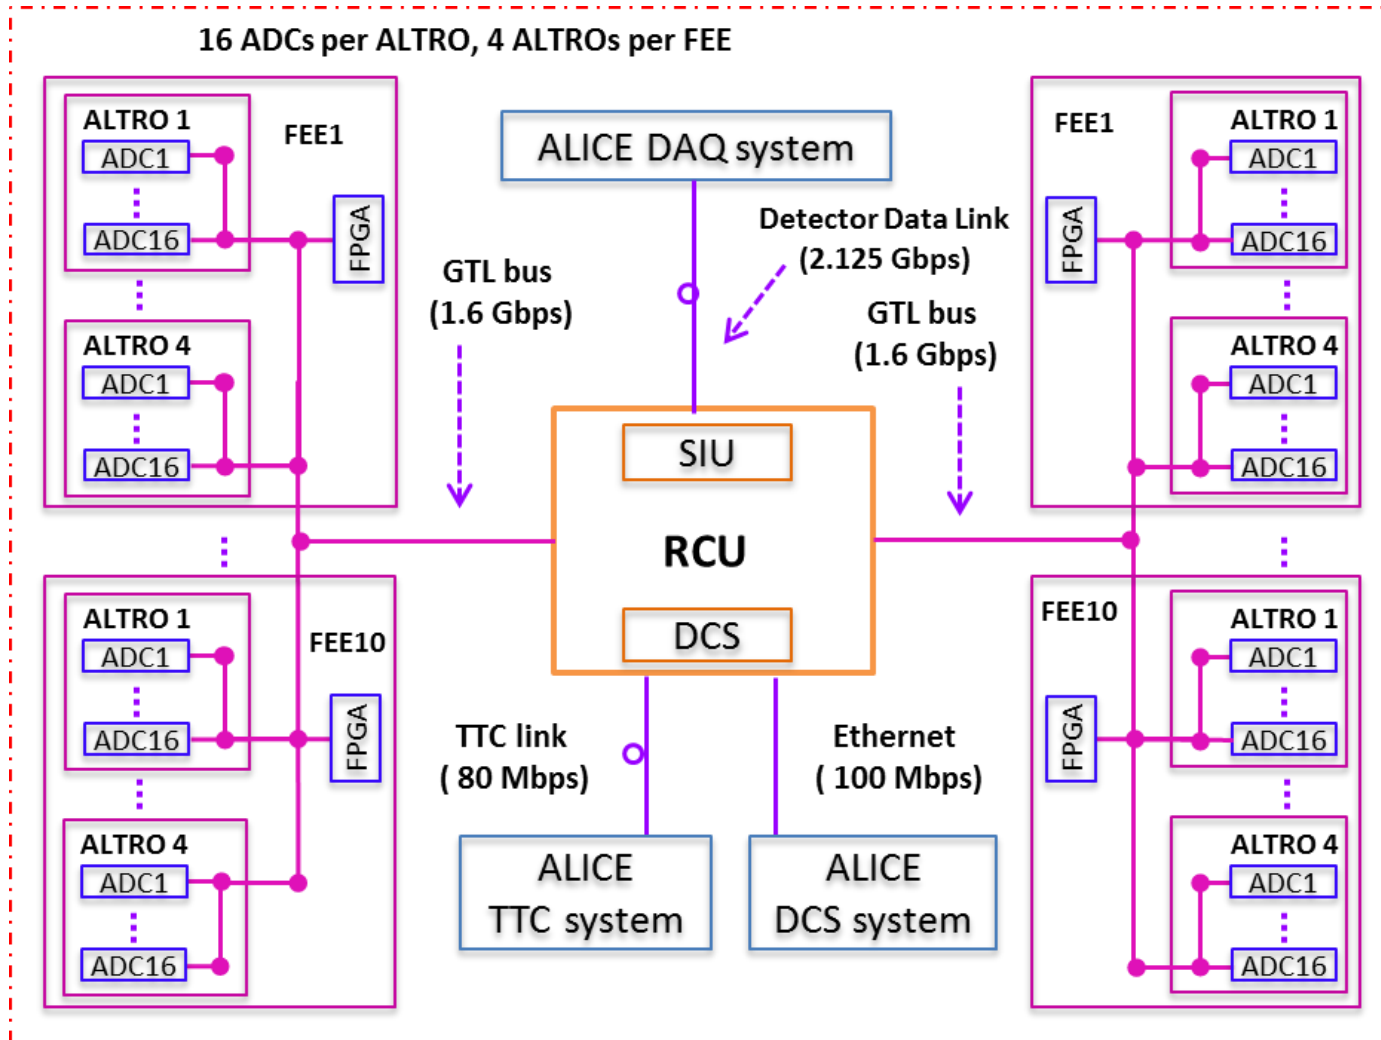 16 ADCs per ALTRO, 4 ALTROs per FEE
ALTRO 1
ADC1
ADC16
FEE1
FPGA
ALTRO 4
ADC1
ADC16
ALTRO 1
ADC1
ADC16
FEE10
FPGA
ALTRO 4
ADC1
ADC16
ALICE DAQ system
Detector Data Link
(2.125 Gbps)
GTL bus
(1.6 Gbps)
GTL bus
(1.6 Gbps)
SIU
RCU
DCS
TTC link
( 80 Mbps)
Ethernet
( 100 Mbps)
ALICE
TTC system
ALICE
DCS system
FEE1
ALTRO 1
ADC1
ADC16
FPGA
ALTRO 4
ADC1
ADC16
FEE10
ALTRO 1
ADC1
ADC16
FPGA
ALTRO 4
ADC1
ADC16